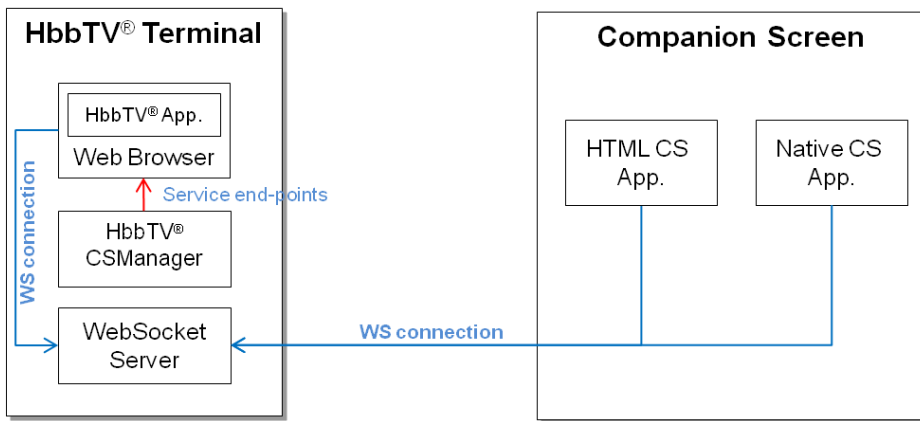 HbbTV® Terminal
HbbTV® App.
Web Browser
Service end-points
HbbTV®
CSManager
WS connection
WebSocket
Server
WS connection
Companion Screen
HTML CS
App.
Native CS
App.